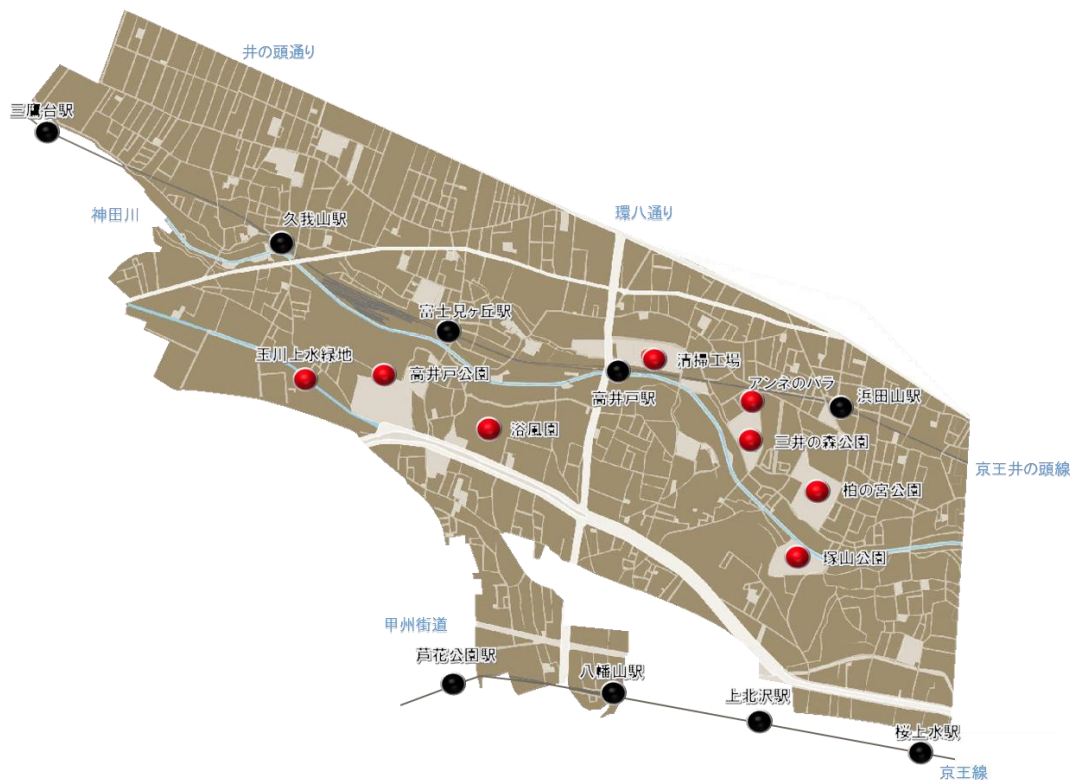 井の頭通り
三鷹台駅
神田川
久我山駅
環八通り
富士見ヶ丘駅
玉川上水緑地
高井戸公園
清掃工場
アンネのバラ
高井戸駅
浜田山駅
浴風園
三井の森公園
京王井の頭線
柏の宮公園
塚山公園
甲州街道
芦花公園駅
八幡山駅
上北沢駅
桜上水駅
京王線